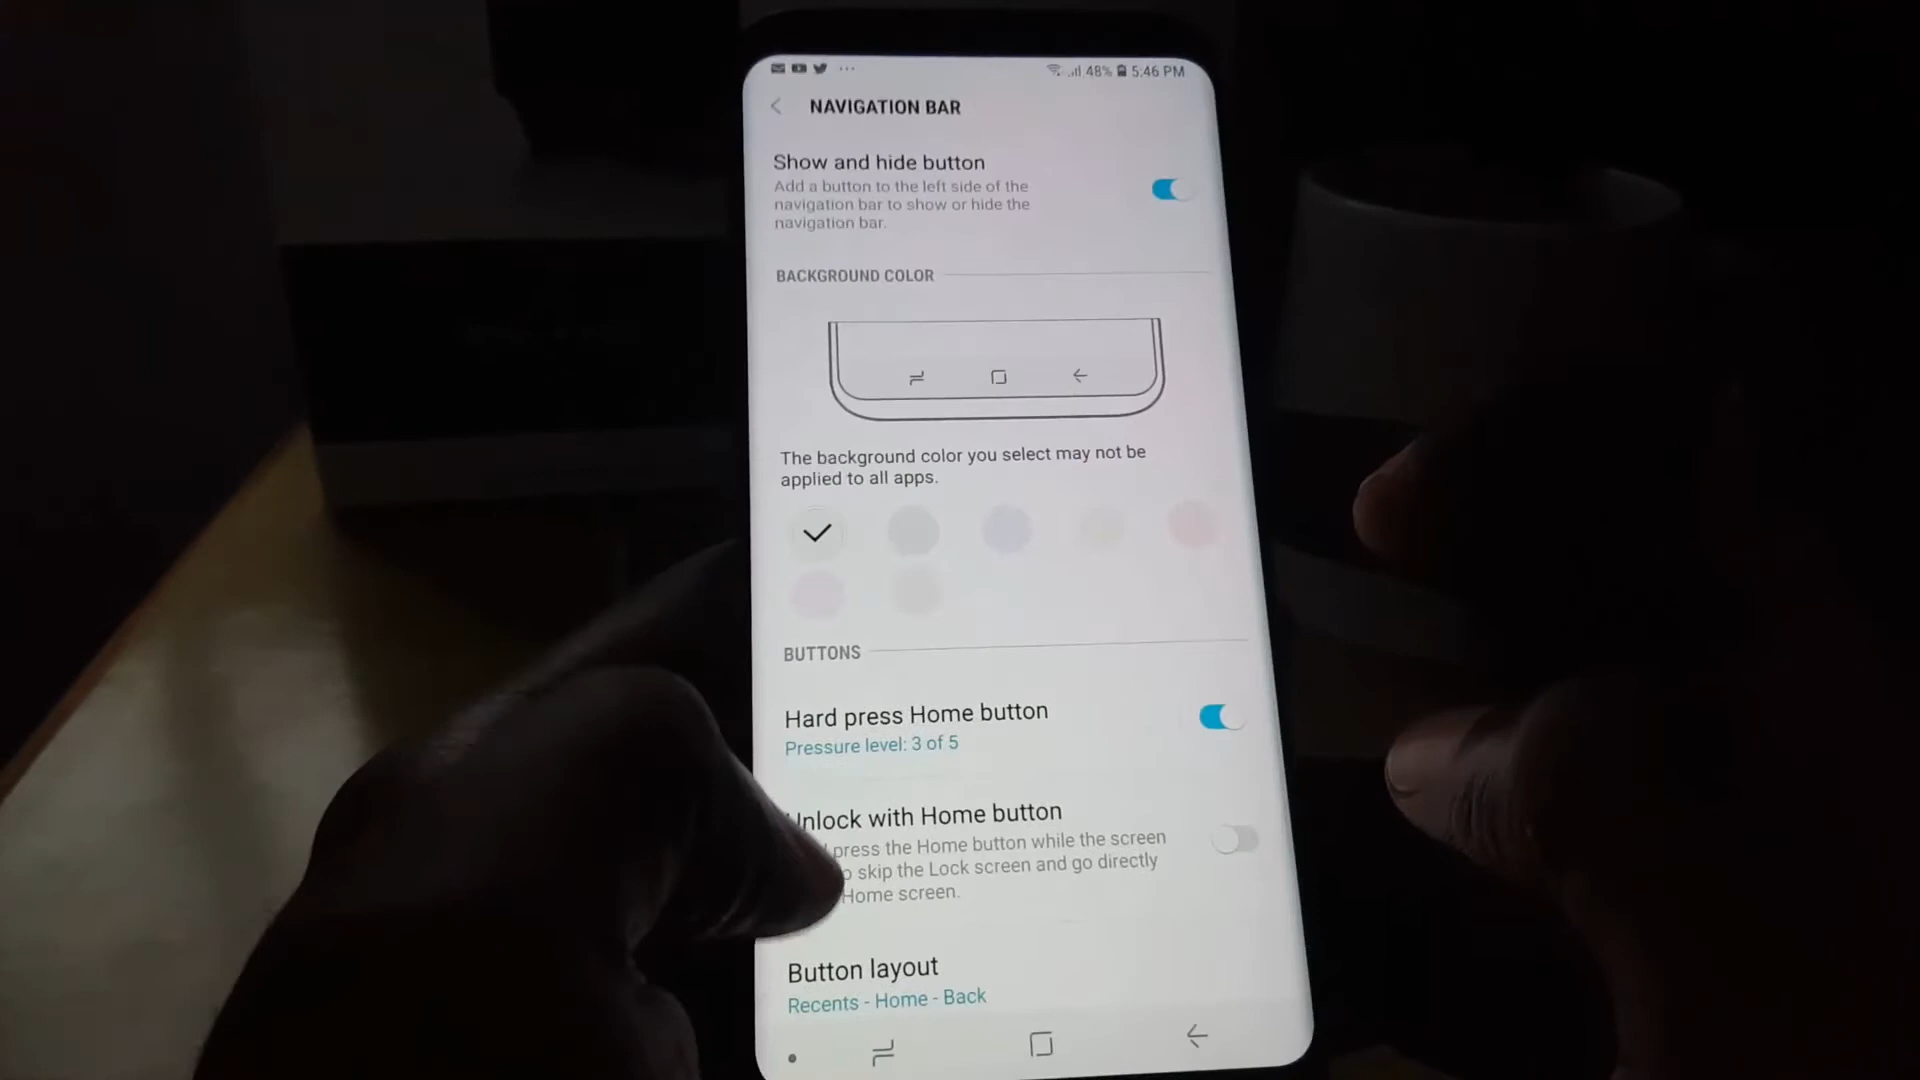 48% 5:46 PM
NAVIGATION BAR
Show and hide button
Add a button to the left side of the
navigation bar to show or hide the
navigation bar.
BACKGROUND COLOR
The background color you select may not be
applied to all apps.
BUTTONS
Hard press Home button
Pressure level: 3 of 5
Unlock with Home button
press the Home button while the screen
skip the Lock screen and go directly
Home screen.
Button layout
Recents - Home - Back